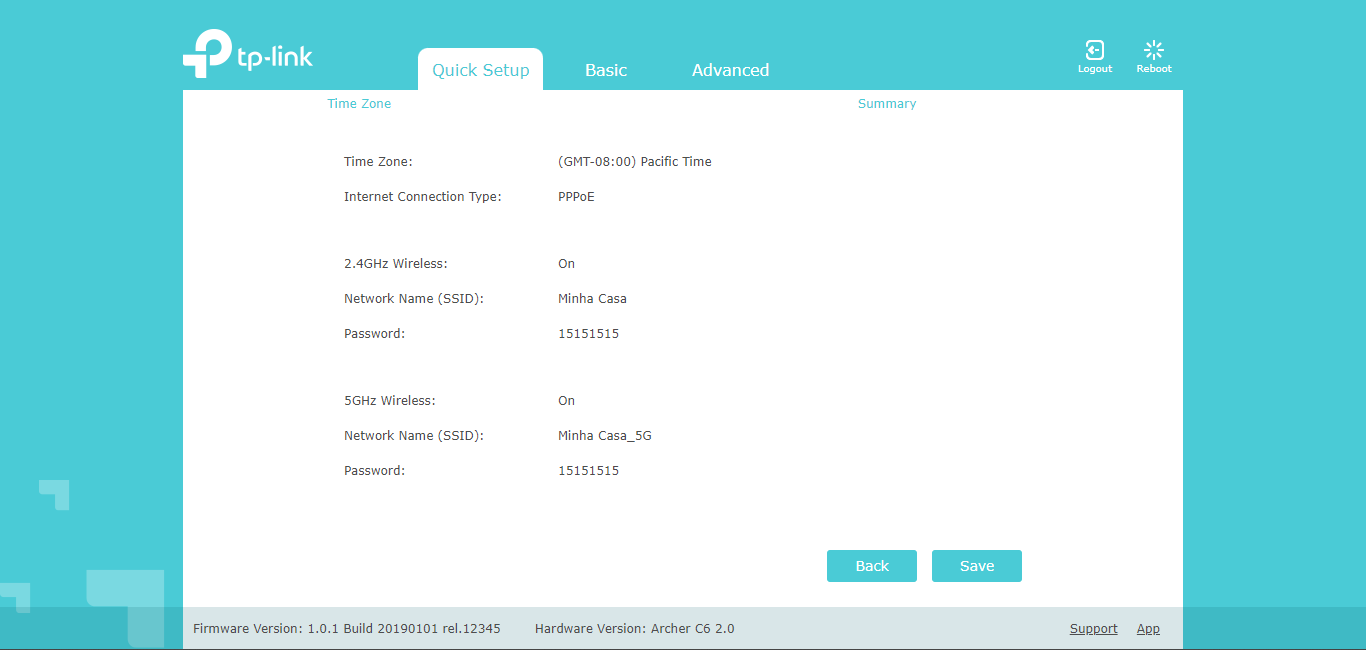 tp-link
Quick Setup Basic Advanced Logout Reboot
Time Zone Summary
Time Zone: (GMT-08:00) Pacific Time
Internet Connection Type: PPPoE
2.4GHz Wireless: On
Network Name (SSID): Minha Casa
Password: 15151515
5GHz Wireless: On
Network Name (SSID): Minha Casa_5G
Password: 15151515
Back Save
Firmware Version: 1.0.1 Build 20190101 rel.12345 Hardware Version: Archer C6 2.0 Support App